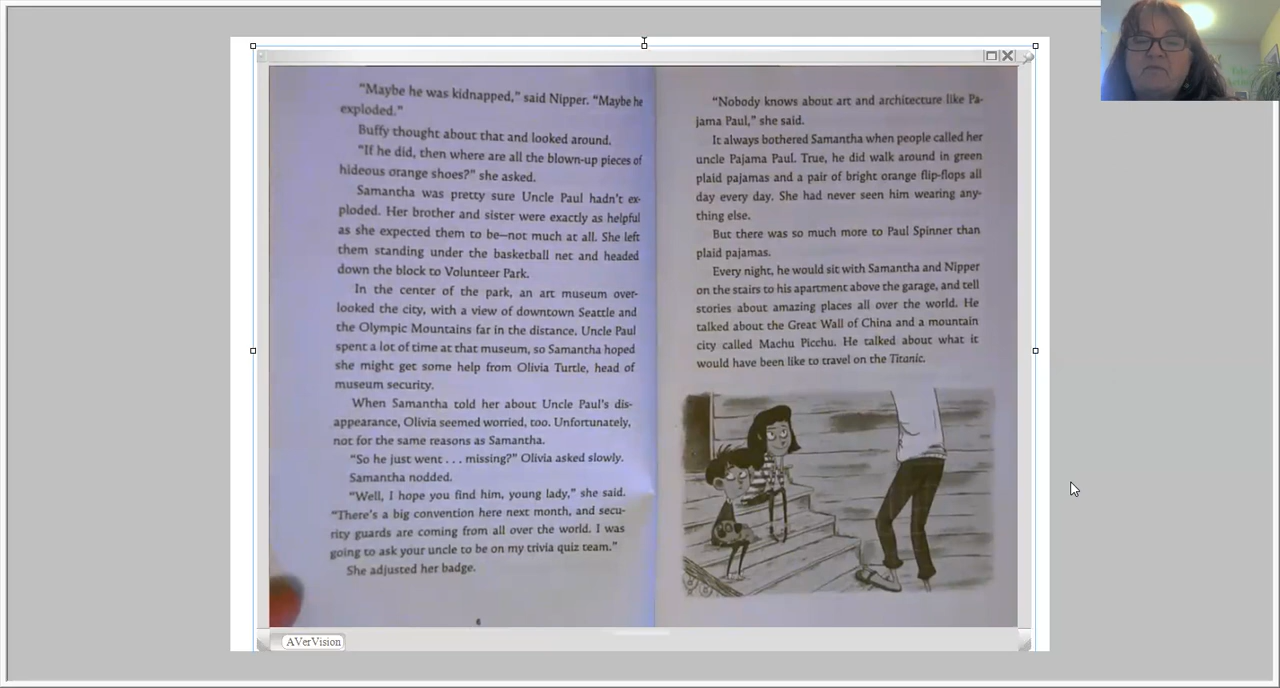 "Maybe he was kidnapped," said Nipper. "Maybe he
exploded."
Buffy thought about that and looked around.
"If he did, then where are all the blown-up pieces of
hideous orange shoes?" she asked.
Samantha was pretty sure Uncle Paul hadn't ex-
ploded. Her brother and sister were exactly as helpful
as she expected them to be—not much at all. She left
them standing under the basketball net and headed
down the block to Volunteer Park.
In the center of the park, an art museum over-
looked the city, with a view of downtown Seattle and
the Olympic Mountains far in the distance. Uncle Paul
spent a lot of time at that museum, so Samantha hoped
she might get some help from Olivia Turtle, head of
museum security.
When Samantha told her about Uncle Paul's dis-
appearance, Olivia seemed worried, too. Unfortunately,
not for the same reasons as Samantha.
"So he just went . . . missing?" Olivia asked slowly.
Samantha nodded.
"Well, I hope you find him, young lady," she said.
"There's a big convention here next month, and secu-
rity guards are coming from all over the world. I was
going to ask your uncle to be on my trivia quiz team."
She adjusted her badge.
6
"Nobody knows about art and architecture like Pa-
jama Paul," she said.
It always bothered Samantha when people called her
uncle Pajama Paul. True, he did walk around in green
plaid pajamas and a pair of bright orange flip-flops all
day every day. She had never seen him wearing any-
thing else.
But there was so much more to Paul Spinner than
plaid pajamas.
Every night, he would sit with Samantha and Nipper
on the stairs to his apartment above the garage, and tell
stories about amazing places all over the world. He
talked about the Great Wall of China and a mountain
city called Machu Picchu. He talked about what it
would have been like to travel on the Titanic.
AVerVision